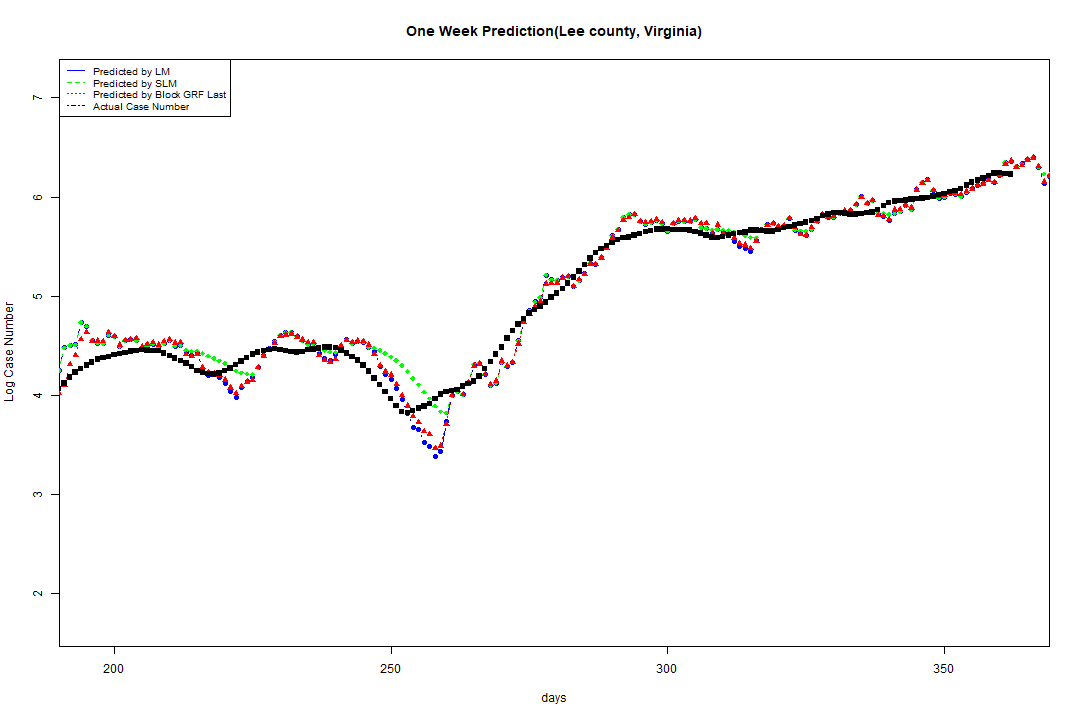 One Week Prediction(Lee county, Virginia)
Predicted by LM
Predicted by SLM
Predicted by Block GRF Last
Actual Case Number
7
6
5
4
3
2
Log Case Number
200 250 300 350
days